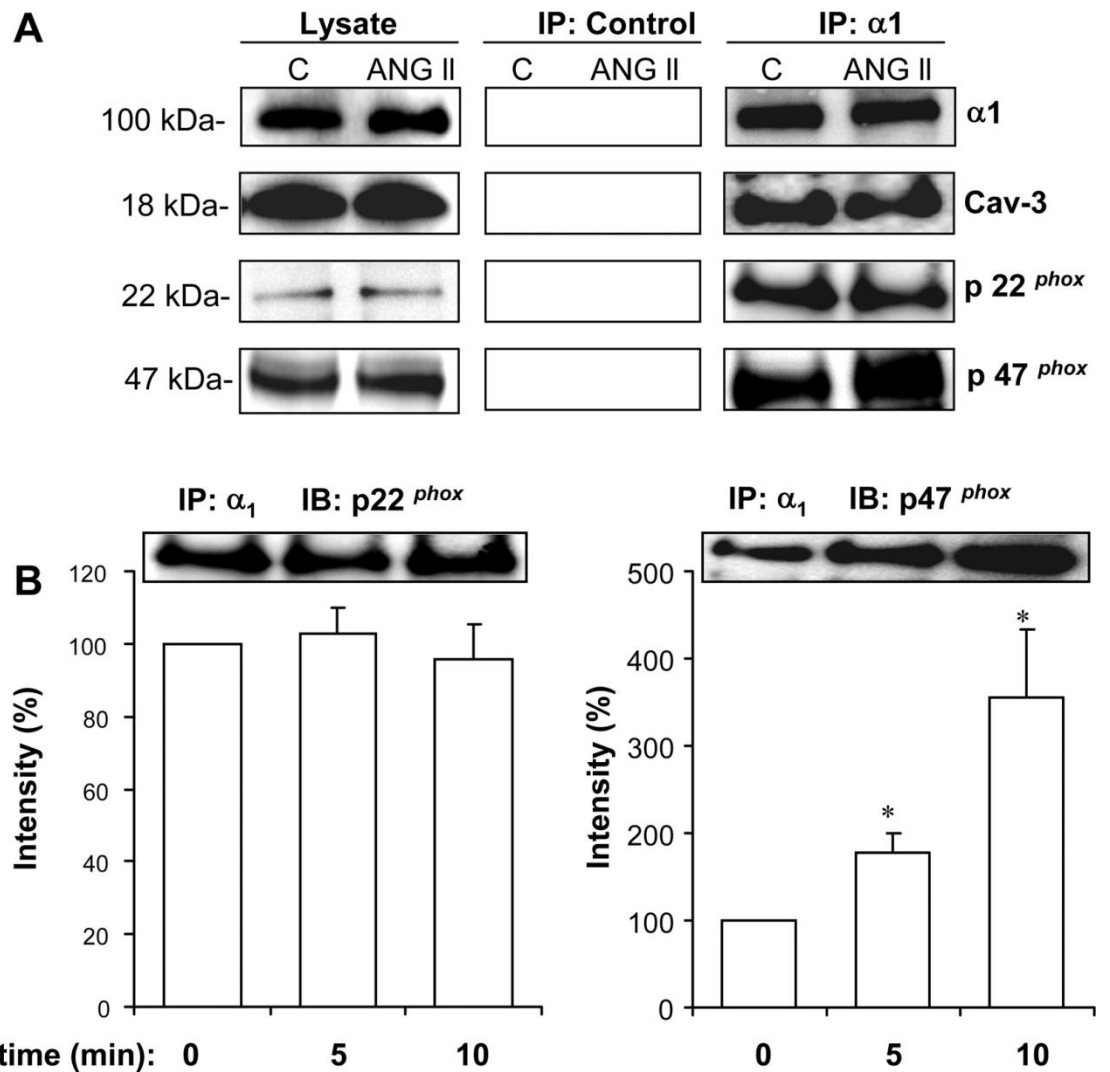 A
Lysate IP: Control IP: α1
C ANG II C ANG II C ANG II
100 kDa- α1
18 kDa- Cav-3
22 kDa- p 22 phox
47 kDa- p 47 phox
IP: α1 IB: p22 phox IP: α1 IB: p47 phox
B
Intensity (%)
120
100
80
60
40
20
0
Intensity (%)
500
400
300
200
100
0
*
*
time (min): 0 5 10 0 5 10